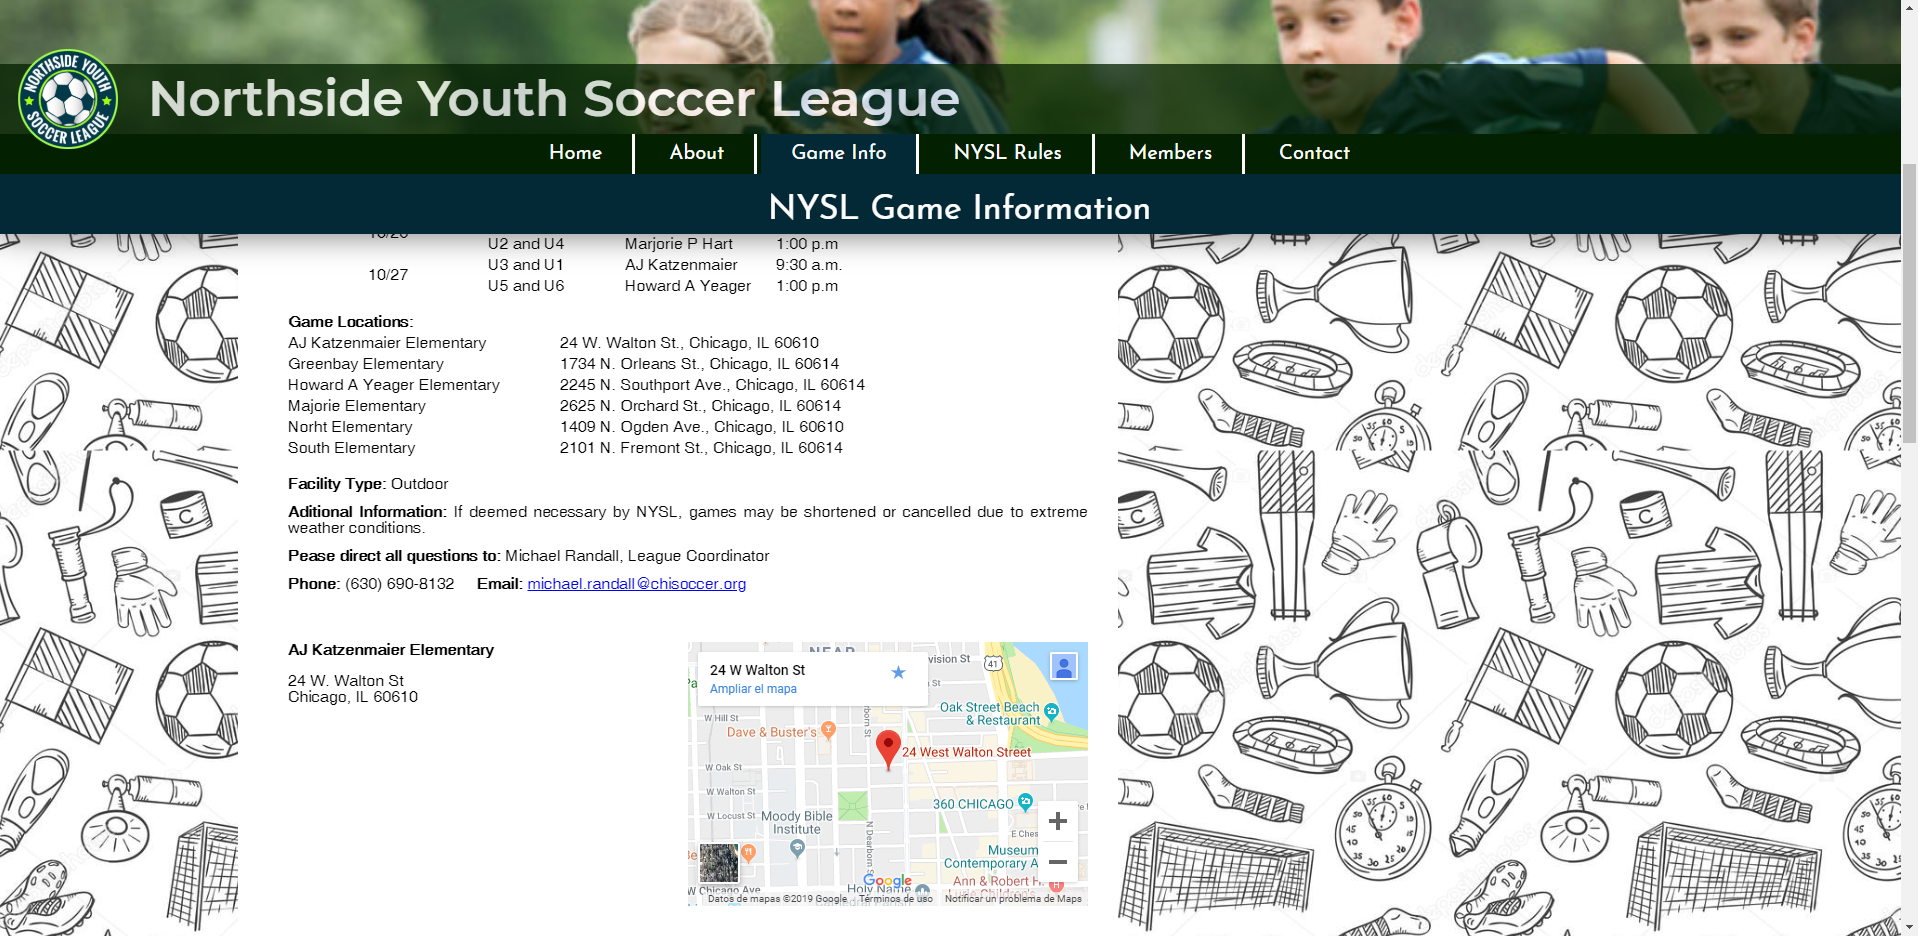 NORTHSIDE YOUTH
SOCCER LEAGUE
Northside Youth Soccer League
Home About Game Info NYSL Rules Members Contact
NYSL Game Information
U2 and U4 Marjorie P Hart 1:00 p.m
10/27 U3 and U1 AJ Katzenmaier 9:30 a.m.
U5 and U6 Howard A Yeager 1:00 p.m
Game Locations:
AJ Katzenmaier Elementary 24 W. Walton St., Chicago, IL 60610
Greenbay Elementary 1734 N. Orleans St., Chicago, IL 60614
Howard A Yeager Elementary 2245 N. Southport Ave., Chicago, IL 60614
Majorie Elementary 2625 N. Orchard St., Chicago, IL 60614
Norht Elementary 1409 N. Ogden Ave., Chicago, IL 60610
South Elementary 2101 N. Fremont St., Chicago, IL 60614
Facility Type: Outdoor
Aditional Information: If deemed necessary by NYSL, games may be shortened or cancelled due to extreme
weather conditions.
Pease direct all questions to: Michael Randall, League Coordinator
Phone: (630) 690-8132 Email: michael.randall@chisoccer.org
AJ Katzenmaier Elementary
24 W. Walton St
Chicago, IL 60610
24 W Walton St
Ampliar el mapa
41
Oak Street Beach
& Restaurant
W Hill St
Dave & Buster's
24 West Walton Street
W Oak St
W Walton St
360 CHICAGO
W Locust St
Moody Bible
Institute
N Dearborn St
E Ches
Museum
Contemporary A
Ann & Robert H.
W Chicago Ave
Holy Name
Google
Datos de mapas ©2019 Google Términos de uso Notificar un problema de Maps